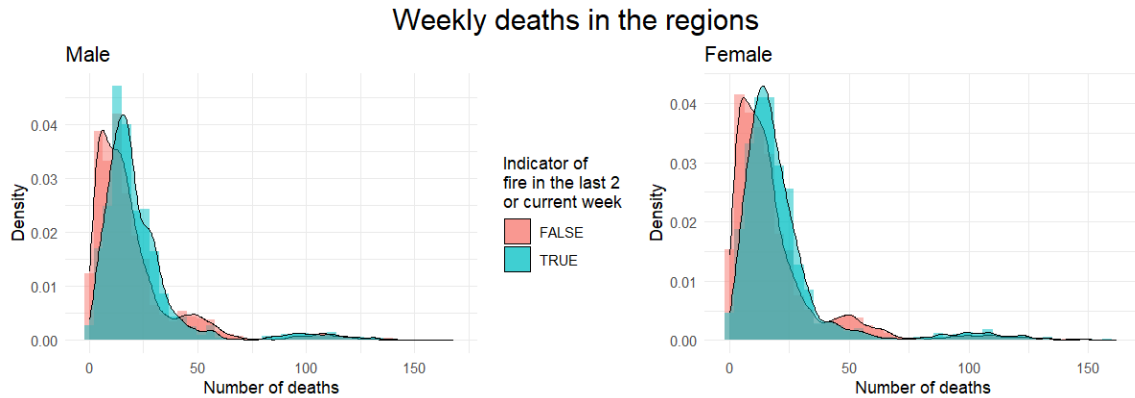 Weekly deaths in the regions
Male
Density
0.04
0.03
0.02
0.01
0.00
0
50
100
150
Number of deaths
Indicator of
fire in the last 2
or current week
FALSE
TRUE
Female
Density
0.04
0.03
0.02
0.01
0.00
0
50
100
150
Number of deaths